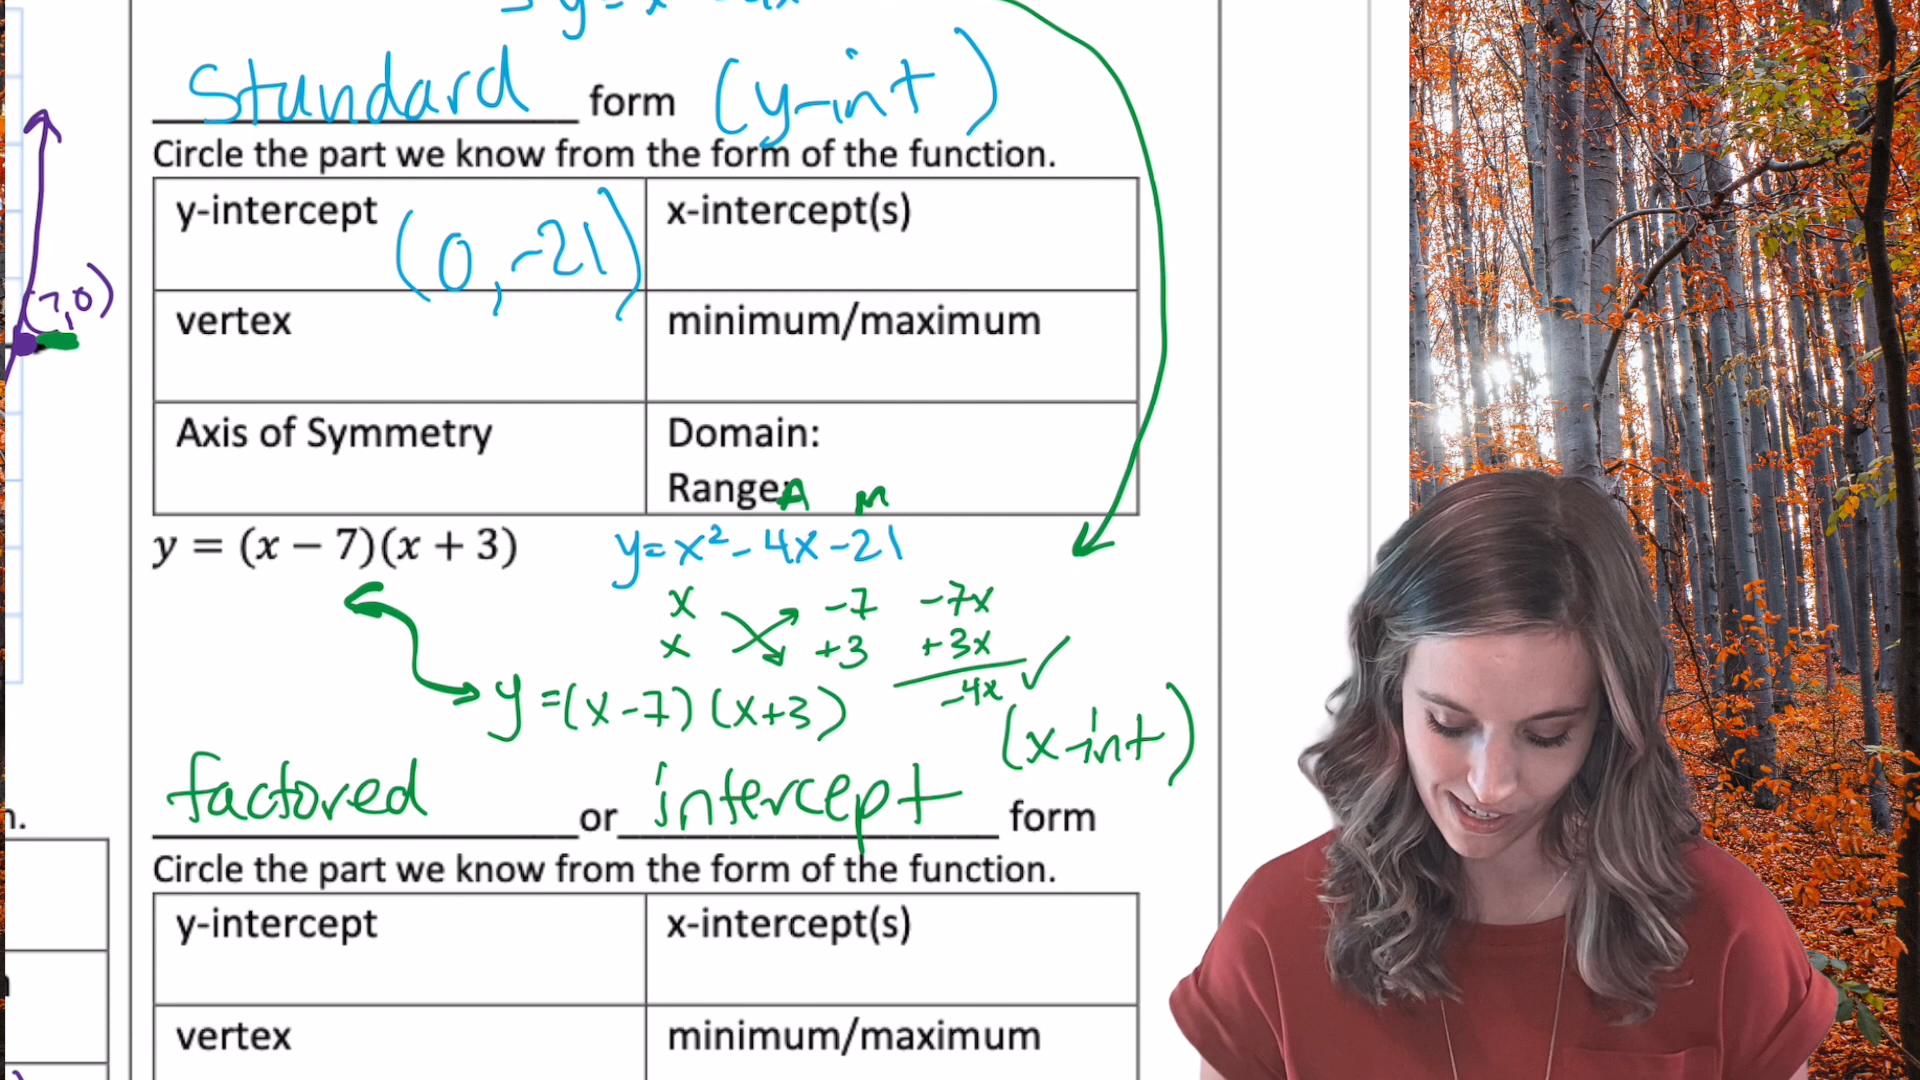 Standard form (y-int)
Circle the part we know from the form of the function.
y-intercept (0,-21) x-intercept(s)
(7,0)
vertex minimum/maximum
Axis of Symmetry Domain:
Range: A M
y = (x − 7)(x + 3) y=x²-4x-21
x -7 -7x
x +3 +3x
-4x
y=(x-7)(x+3)
(x-int)
factored or intercept form
Circle the part we know from the form of the function.
y-intercept x-intercept(s)
vertex minimum/maximum